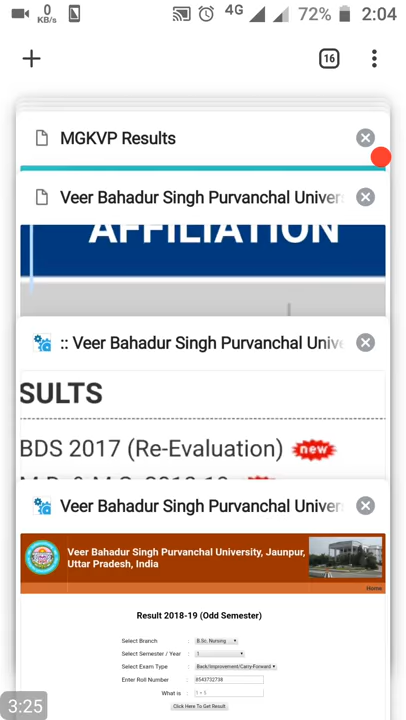 0
KB/s
4G
72%
2:04
16
MGKVP Results
Veer Bahadur Singh Purvanchal Univer
AFFILIATION
:: Veer Bahadur Singh Purvanchal Unive
SULTS
BDS 2017 (Re-Evaluation) new
Veer Bahadur Singh Purvanchal Univer
Veer Bahadur Singh Purvanchal University, Jaunpur,
Uttar Pradesh, India
Home
Result 2018-19 (Odd Semester)
Select Branch : B.Sc. Nursing
Select Semester / Year : 1
Select Exam Type : Back/Improvement/Carry-Forward
Enter Roll Number : 8543732738
What is : 1 + 5
Click Here To Get Result
3:25